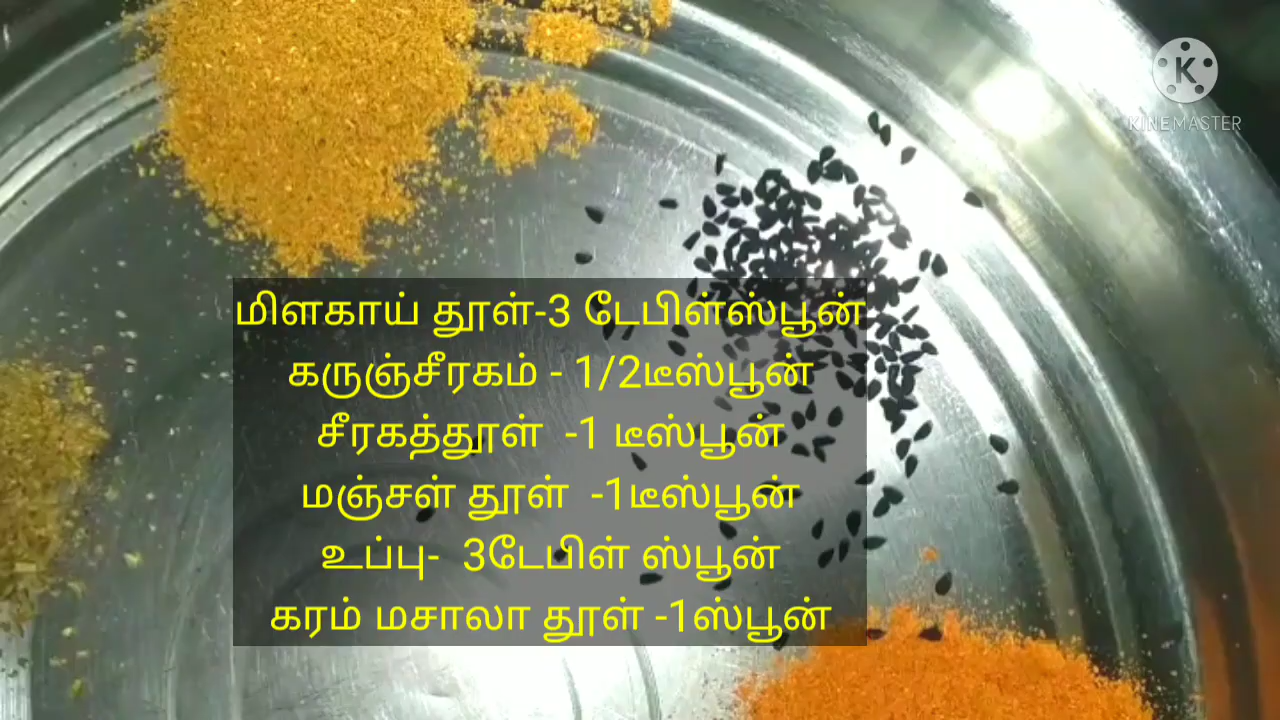 K
KINEMASTER
மிளகாய் தூள்-3 டேபிள்ஸ்பூன்
கருஞ்சீரகம் - 1/2டீஸ்பூன்
சீரகத்தூள்  -1 டீஸ்பூன்
மஞ்சள் தூள்  -1டீஸ்பூன்
உப்பு-  3டேபிள் ஸ்பூன்
கரம் மசாலா தூள் -1ஸ்பூன்